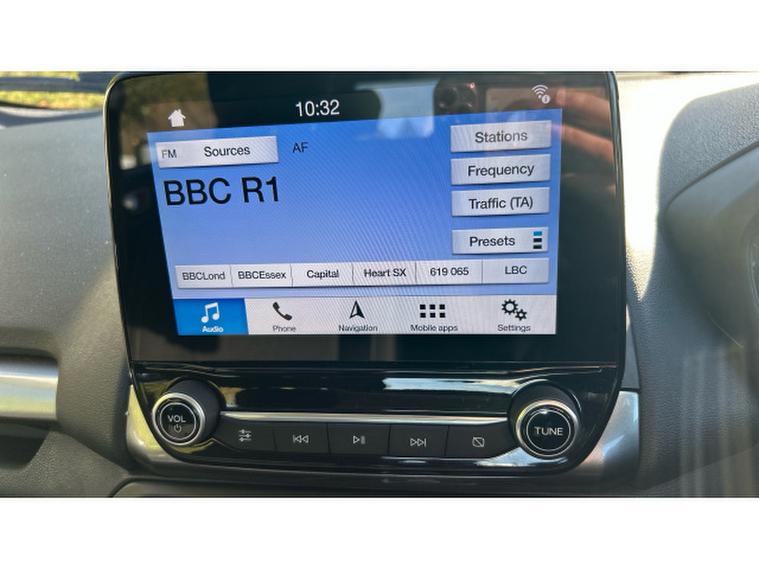 10:32
FM Sources AF
Stations
BBC R1
Frequency
Traffic (TA)
Presets
BBCLond BBCEssex Capital Heart SX 619 065 LBC
Audio Phone Navigation Mobile apps Settings
VOL
TUNE